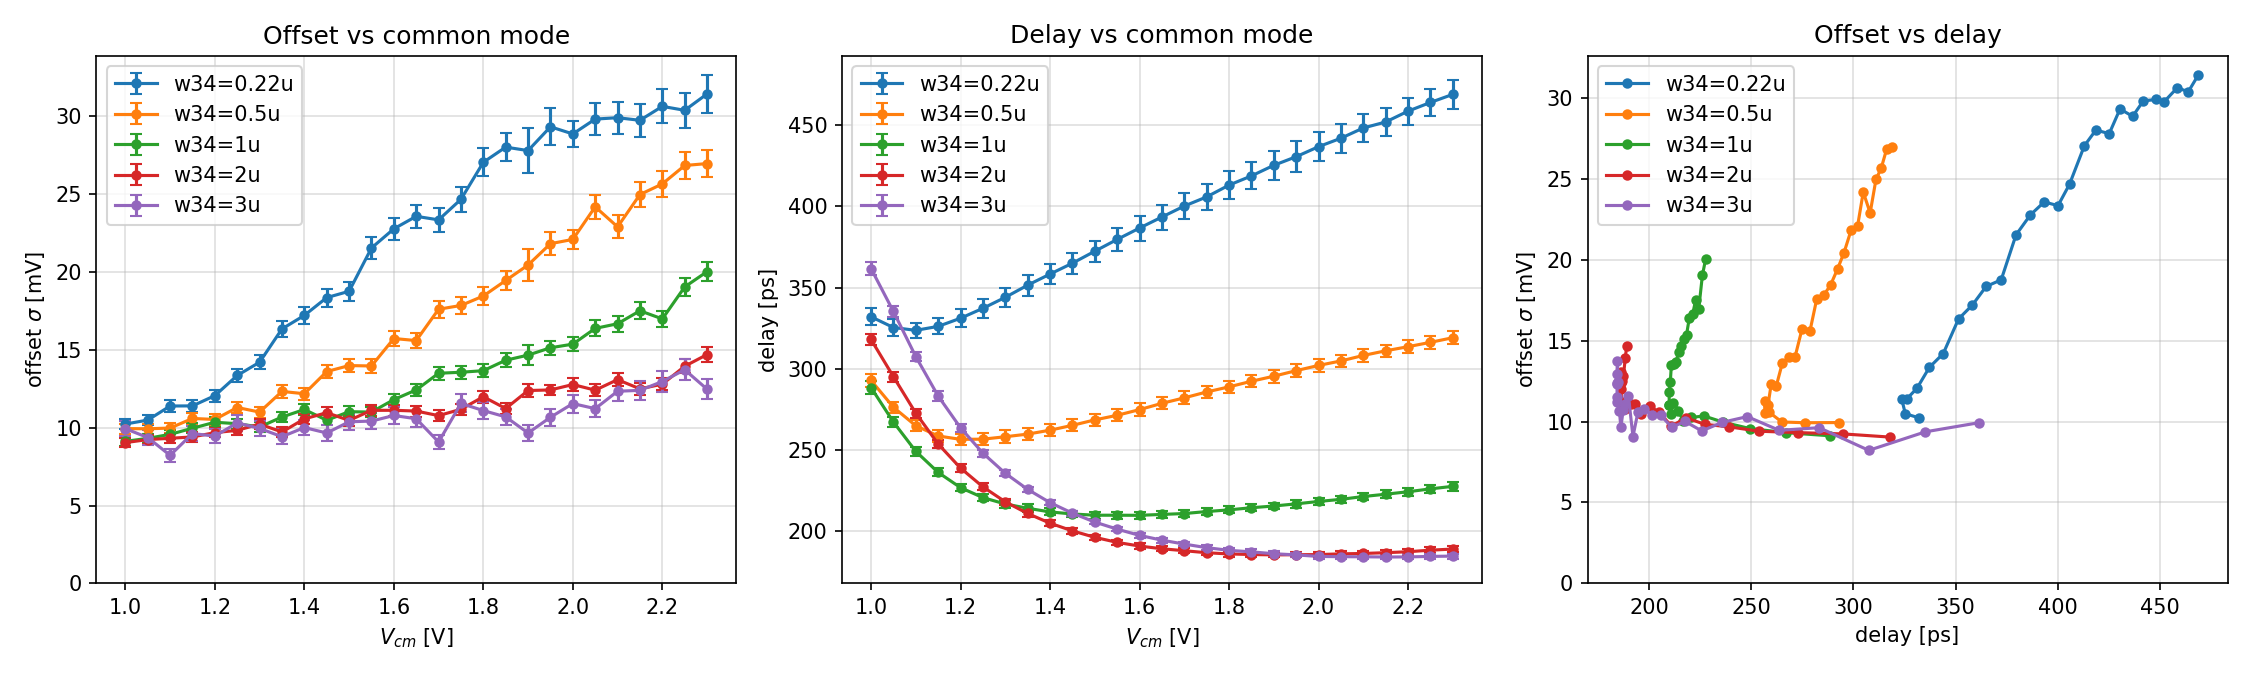 Offset vs common mode
w34=0.22u
w34=0.5u
w34=1u
w34=2u
w34=3u
offset σ [mV]
30
25
20
15
10
5
0
1.0 1.2 1.4 1.6 1.8 2.0 2.2
V_cm [V]
Delay vs common mode
w34=0.22u
w34=0.5u
w34=1u
w34=2u
w34=3u
delay [ps]
450
400
350
300
250
200
1.0 1.2 1.4 1.6 1.8 2.0 2.2
V_cm [V]
Offset vs delay
w34=0.22u
w34=0.5u
w34=1u
w34=2u
w34=3u
offset σ [mV]
30
25
20
15
10
5
0
200 250 300 350 400 450
delay [ps]